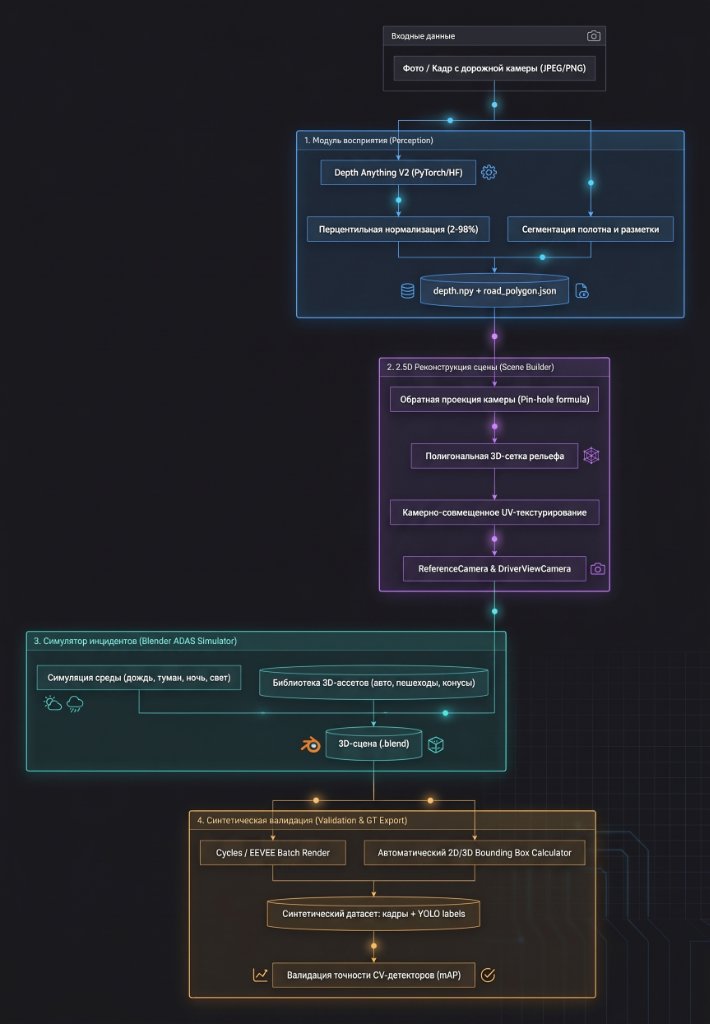 Входные данные
Фото / Кадр с дорожной камеры (JPEG/PNG)
1. Модуль восприятия (Perception)
Depth Anything V2 (PyTorch/HF)
Перцентильная нормализация (2-98%)
Сегментация полотна и разметки
depth.npy + road_polygon.json
2. 2.5D Реконструкция сцены (Scene Builder)
Обратная проекция камеры (Pin-hole formula)
Полигональная 3D-сетка рельефа
Камерно-совмещенное UV-текстурирование
ReferenceCamera & DriverViewCamera
3. Симулятор инцидентов (Blender ADAS Simulator)
Симуляция среды (дождь, туман, ночь, свет)
Библиотека 3D-ассетов (авто, пешеходы, конусы)
3D-сцена (.blend)
4. Синтетическая валидация (Validation & GT Export)
Cycles / EEVEE Batch Render
Автоматический 2D/3D Bounding Box Calculator
Синтетический датасет: кадры + YOLO labels
Валидация точности CV-детекторов (mAP)